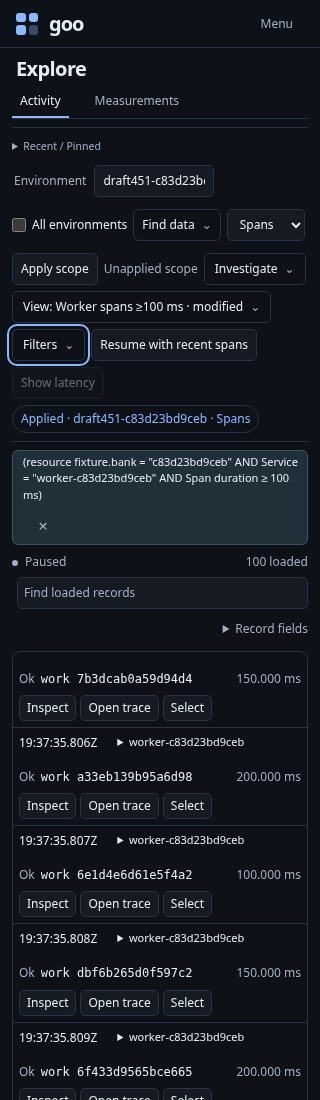 goo
Menu
Explore
Activity
Measurements
Recent / Pinned
Environment
draft451-c83d23b
All environments
Find data
Spans
Apply scope
Unapplied scope
Investigate
View: Worker spans ≥100 ms · modified
Filters
Resume with recent spans
Show latency
Applied · draft451-c83d23bd9ceb · Spans
(resource fixture.bank = "c83d23bd9ceb" AND Service
= "worker-c83d23bd9ceb" AND Span duration ≥ 100
ms)
×
Paused
100 loaded
Find loaded records
Record fields
Ok work 7b3dcab0a59d94d4 150.000 ms
Inspect Open trace Select
19:37:35.806Z worker-c83d23bd9ceb
Ok work a33eb139b95a6d98 200.000 ms
Inspect Open trace Select
19:37:35.807Z worker-c83d23bd9ceb
Ok work 6e1d4e6d61e5f4a2 100.000 ms
Inspect Open trace Select
19:37:35.808Z worker-c83d23bd9ceb
Ok work dbf6b265d0f597c2 150.000 ms
Inspect Open trace Select
19:37:35.809Z worker-c83d23bd9ceb
Ok work 6f433d9565bce665 200.000 ms
Inspect Open trace Select